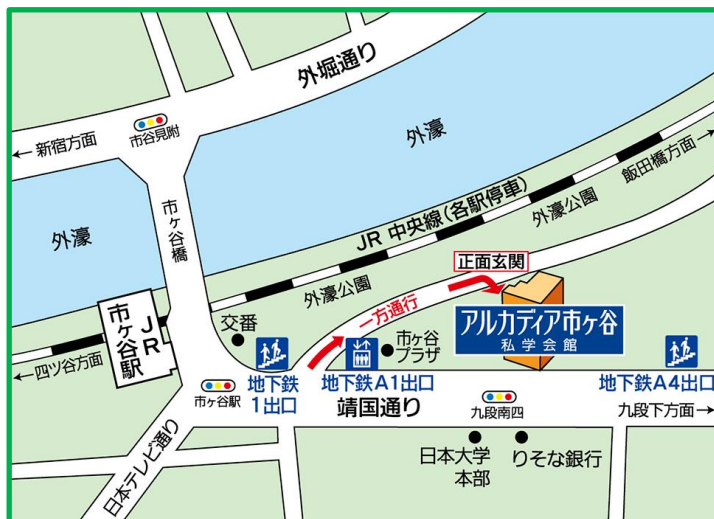 外堀通り
市谷見附
← 新宿方面
外濠
飯田橋方面 →
外濠
市ヶ谷橋
JR 中央線(各駅停車)
外濠公園
外濠公園
正面玄関
JR
市ヶ谷駅
交番
一方通行
アルカディア市ヶ谷
私学会館
市ヶ谷
プラザ
← 四ツ谷方面
地下鉄
1出口
地下鉄A1出口
地下鉄A4出口
市ヶ谷駅
靖国通り
九段南四
九段下方面 →
日本テレビ通り
日本大学
本部
りそな銀行